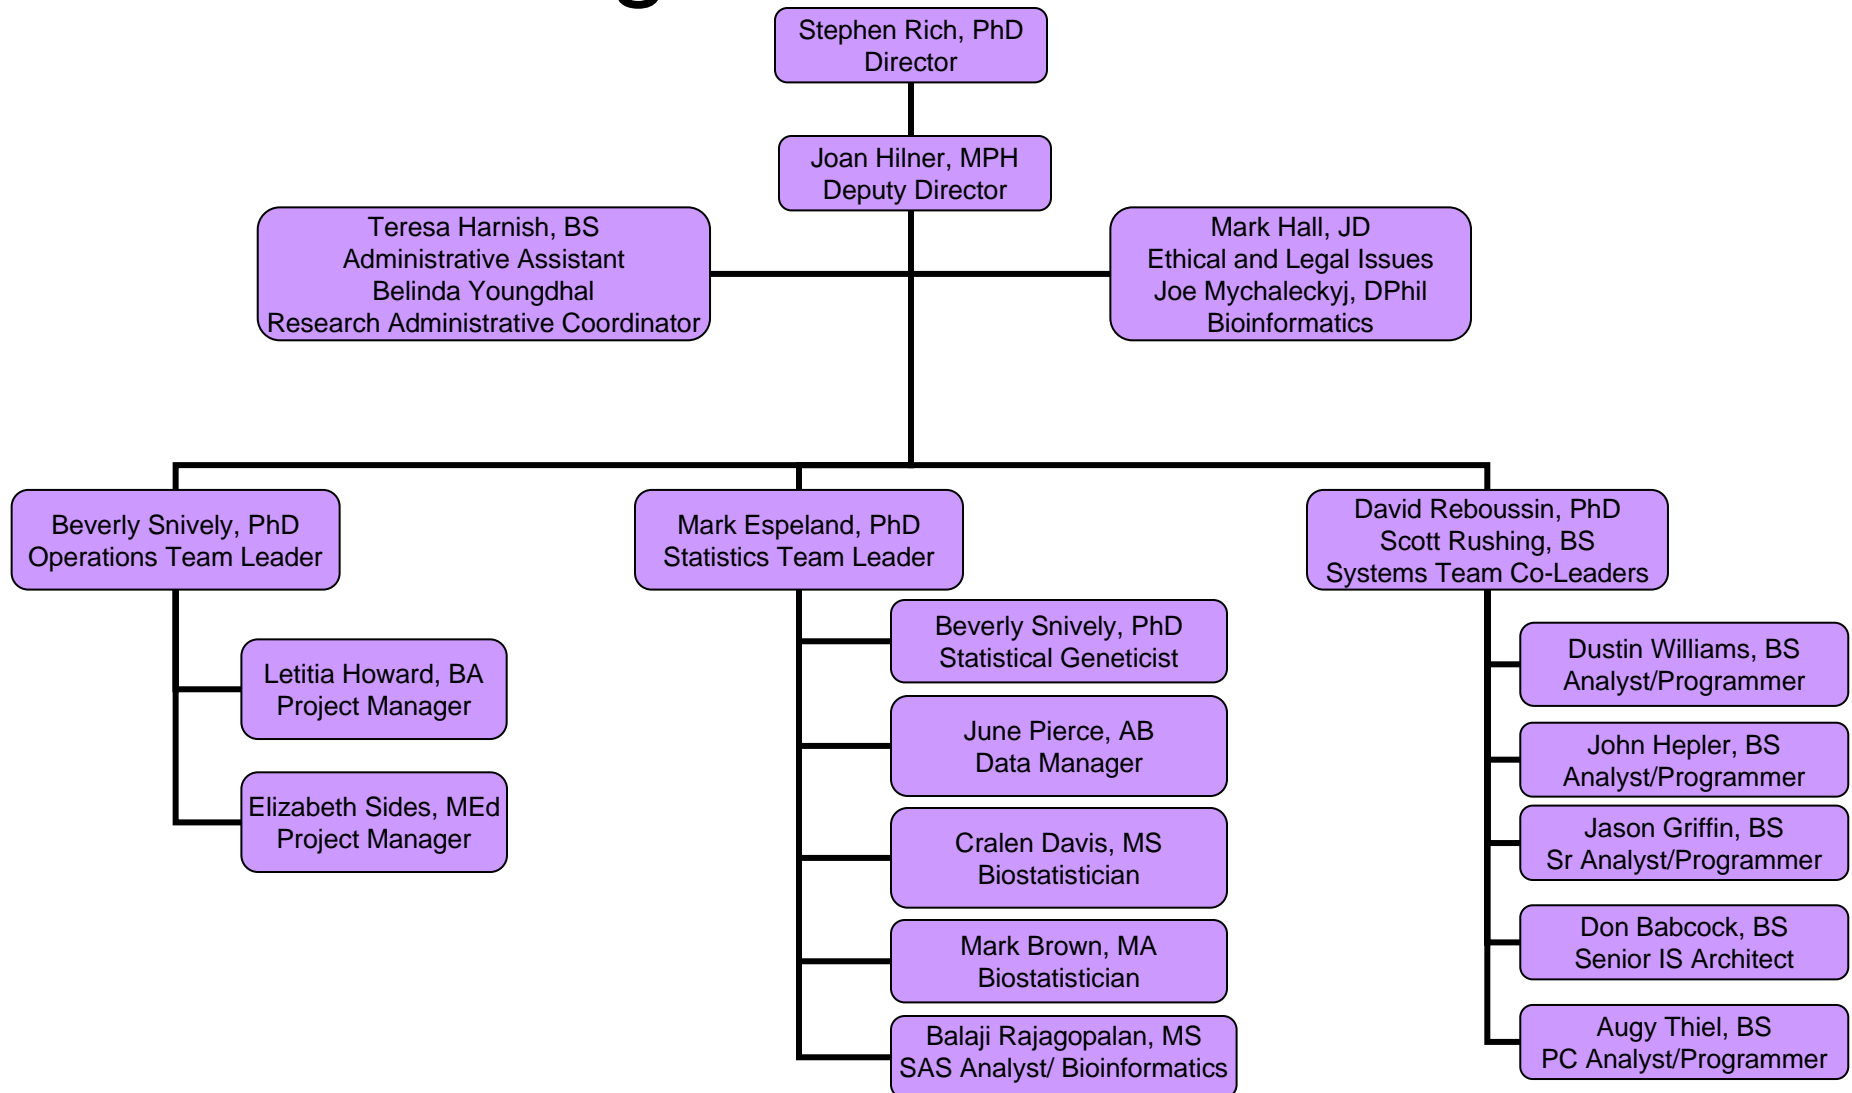 Stephen Rich, PhD
Director
Joan Hilner, MPH
Deputy Director
Teresa Harnish, BS
Administrative Assistant
Belinda Youngdhal
Research Administrative Coordinator
Mark Hall, JD
Ethical and Legal Issues
Joe Mychaleckyj, DPhil
Bioinformatics
Beverly Snively, PhD
Operations Team Leader
Letitia Howard, BA
Project Manager
Elizabeth Sides, MEd
Project Manager
Mark Espeland, PhD
Statistics Team Leader
Beverly Snively, PhD
Statistical Geneticist
June Pierce, AB
Data Manager
Cralen Davis, MS
Biostatistician
Mark Brown, MA
Biostatistician
Balaji Rajagopalan, MS
SAS Analyst/ Bioinformatics
David Reboussin, PhD
Scott Rushing, BS
Systems Team Co-Leaders
Dustin Williams, BS
Analyst/Programmer
John Hepler, BS
Analyst/Programmer
Jason Griffin, BS
Sr Analyst/Programmer
Don Babcock, BS
Senior IS Architect
Augy Thiel, BS
PC Analyst/Programmer